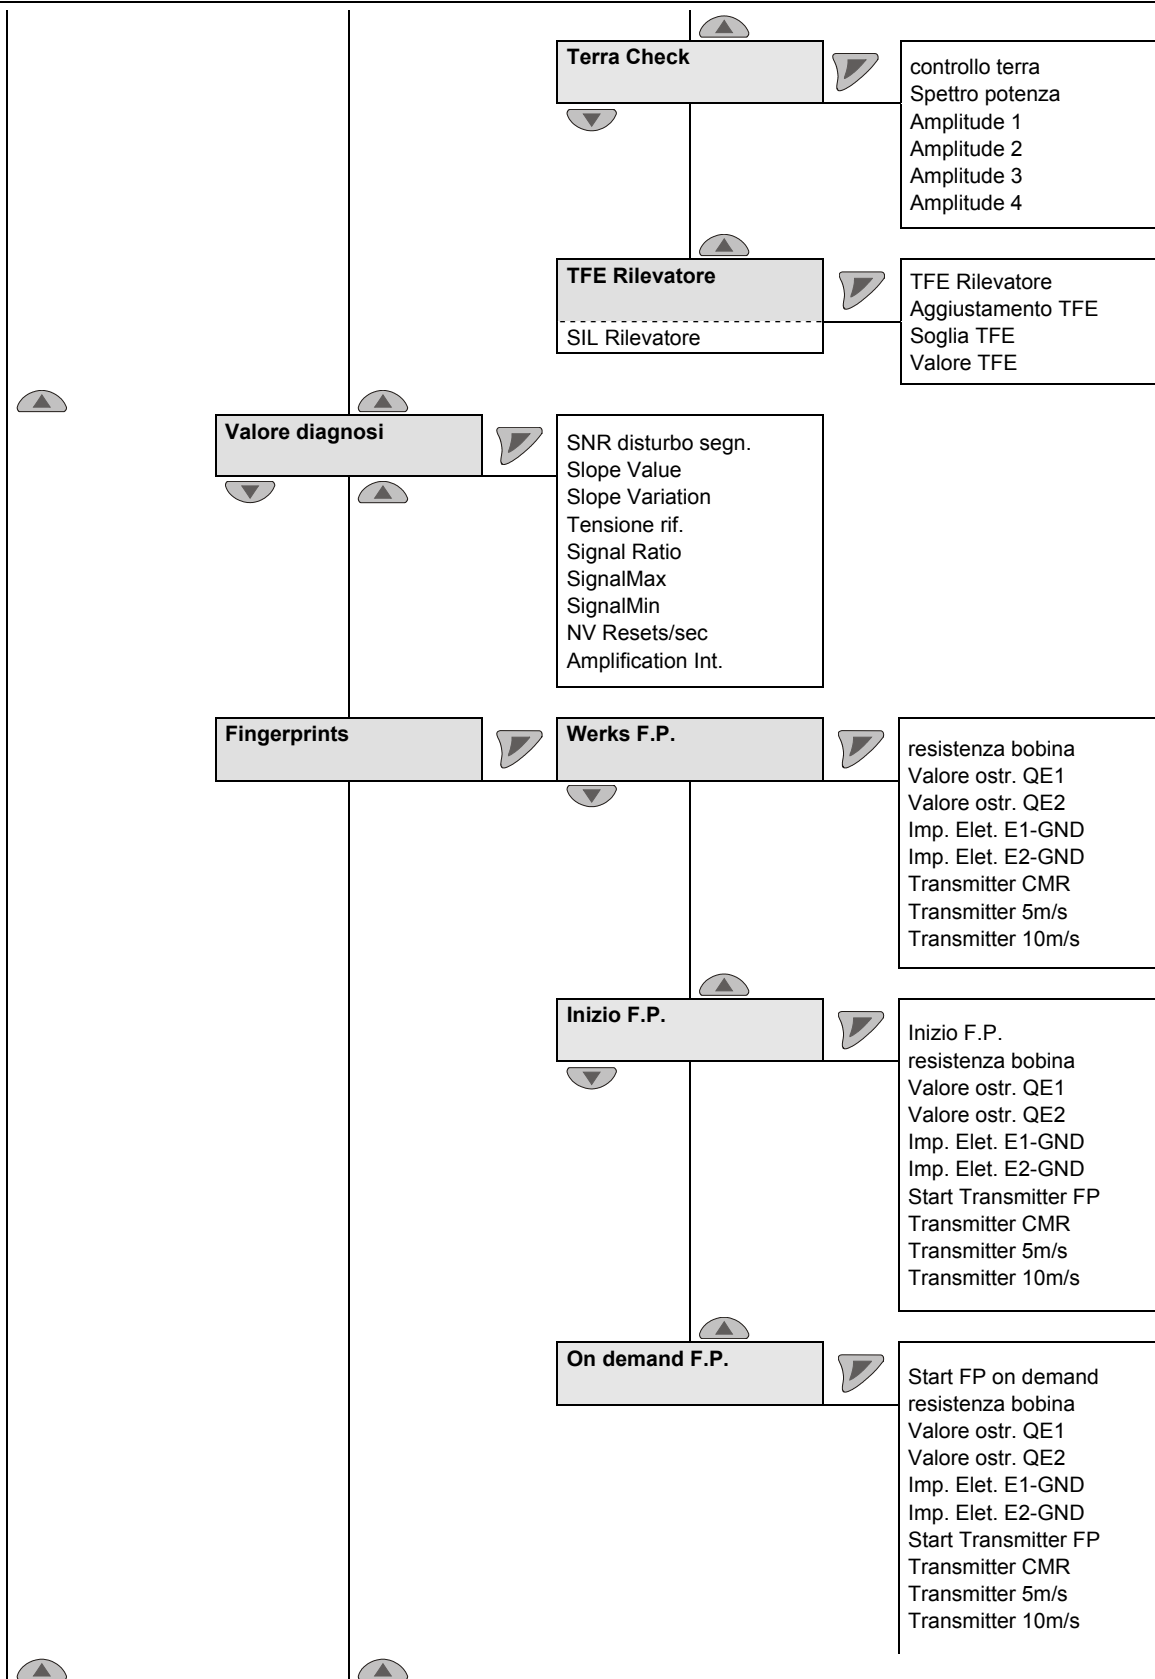 Terra Check
controllo terra
Spettro potenza
Amplitude 1
Amplitude 2
Amplitude 3
Amplitude 4
TFE Rilevatore
SIL Rilevatore
TFE Rilevatore
Aggiustamento TFE
Soglia TFE
Valore TFE
Valore diagnosi
SNR disturbo segn.
Slope Value
Slope Variation
Tensione rif.
Signal Ratio
SignalMax
SignalMin
NV Resets/sec
Amplification Int.
Fingerprints
Werks F.P.
resistenza bobina
Valore ostr. QE1
Valore ostr. QE2
Imp. Elet. E1-GND
Imp. Elet. E2-GND
Transmitter CMR
Transmitter 5m/s
Transmitter 10m/s
Inizio F.P.
Inizio F.P.
resistenza bobina
Valore ostr. QE1
Valore ostr. QE2
Imp. Elet. E1-GND
Imp. Elet. E2-GND
Start Transmitter FP
Transmitter CMR
Transmitter 5m/s
Transmitter 10m/s
On demand F.P.
Start FP on demand
resistenza bobina
Valore ostr. QE1
Valore ostr. QE2
Imp. Elet. E1-GND
Imp. Elet. E2-GND
Start Transmitter FP
Transmitter CMR
Transmitter 5m/s
Transmitter 10m/s